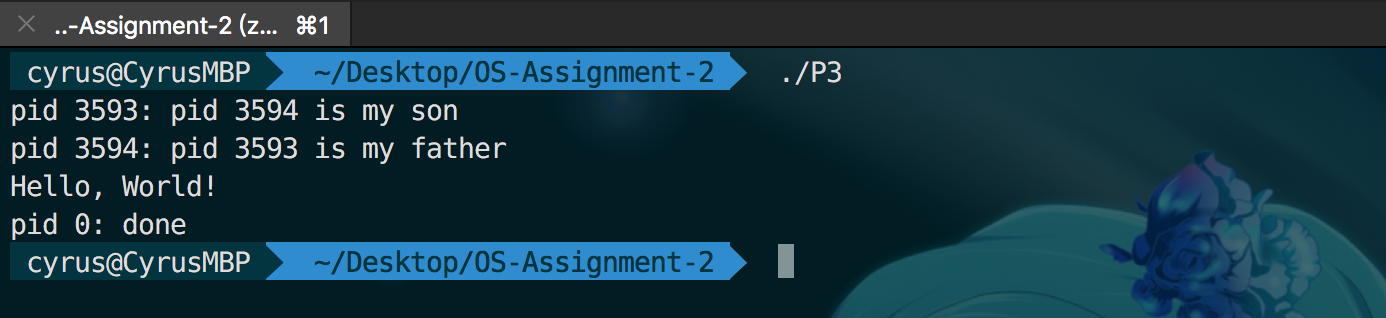 ..-Assignment-2 (z... ⌘1
cyrus@CyrusMBP ~/Desktop/OS-Assignment-2 ./P3
pid 3593: pid 3594 is my son
pid 3594: pid 3593 is my father
Hello, World!
pid 0: done
cyrus@CyrusMBP ~/Desktop/OS-Assignment-2